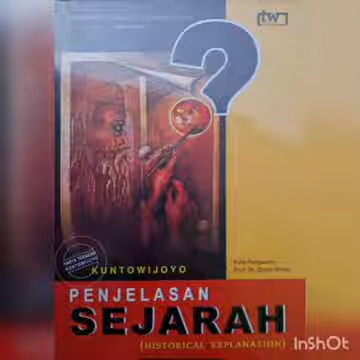 tw
?
KUNTOWIJOYO
PENJELASAN
SEJARAH
(HISTORICAL EXPLANATION)
InShOt